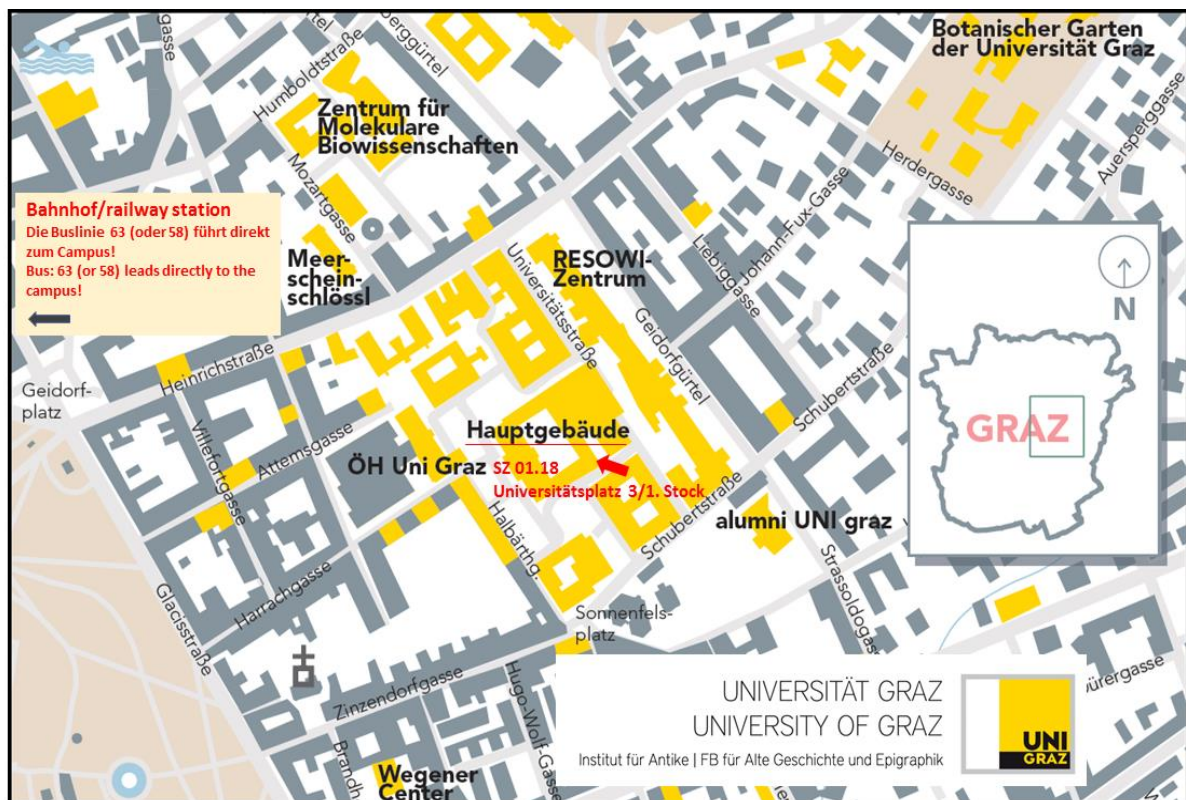 Botanischer Garten
der Universität Graz
Humboldtstraße
Zentrum für
Molekulare
Biowissenschaften
Mozartgasse
Herdergasse
Auersperggasse
Bahnhof/railway station
Die Buslinie 63 (oder 58) führt direkt
zum Campus!
Bus: 63 (or 58) leads directly to the
campus!
Meer-
schein-
schlössl
Universitätsstraße
RESOWI-
Zentrum
Liebiggasse
Johann-Fux-Gasse
Geidorfgürtel
Schubertstraße
N
GRAZ
Geidorf-
platz
Heinrichstraße
Villefortgasse
Attemsgasse
Hauptgebäude
ÖH Uni Graz
SZ 01.18
Universitätsplatz 3/1. Stock
Halbärthg.
Schubertstraße
alumni UNI graz
Harrachgasse
Glacisstraße
Sonnenfels-
platz
Strassoldogasse
Zinzendorfgasse
Hugo-Wolf-Gasse
Brandh
Wegener
Center
UNIVERSITÄT GRAZ
UNIVERSITY OF GRAZ
Institut für Antike | FB für Alte Geschichte und Epigraphik
UNI
GRAZ